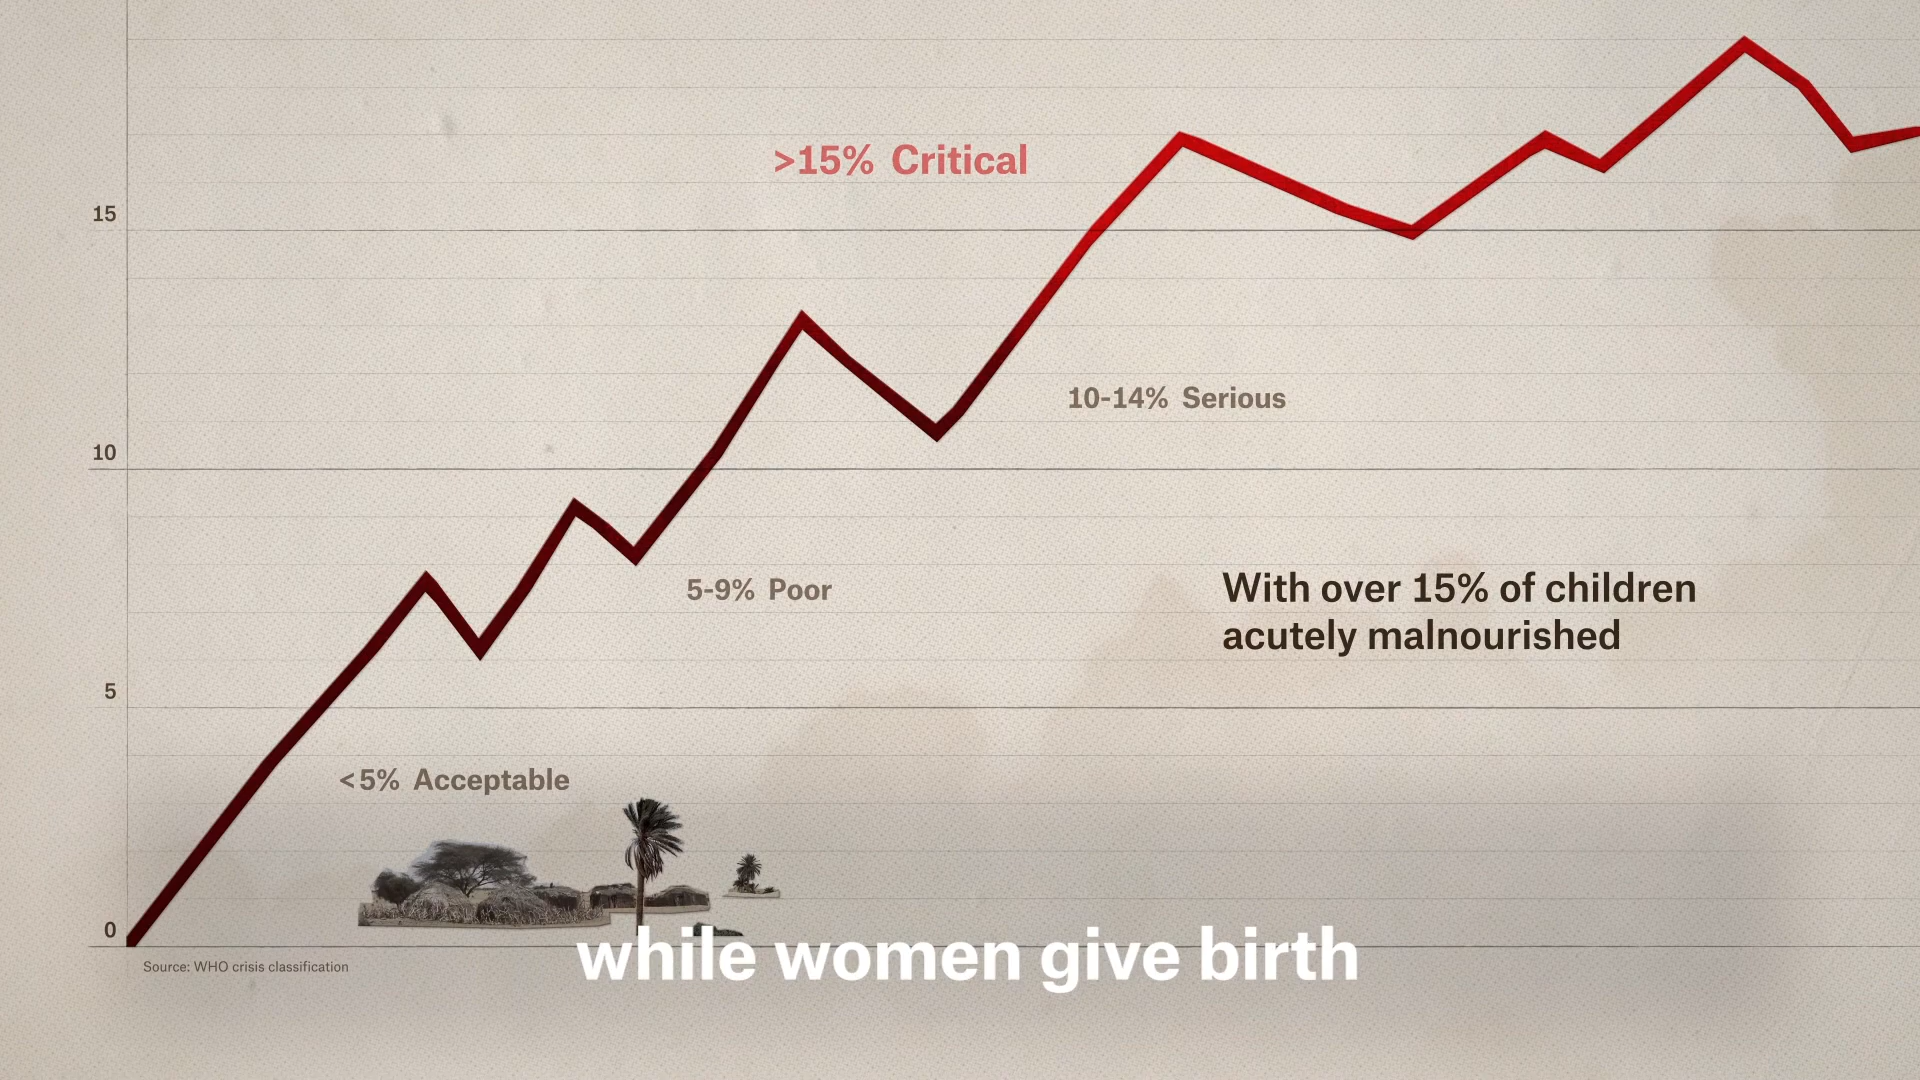 >15% Critical
15
10-14% Serious
10
5-9% Poor
With over 15% of children
acutely malnourished
5
<5% Acceptable
0
Source: WHO crisis classification
while women give birth